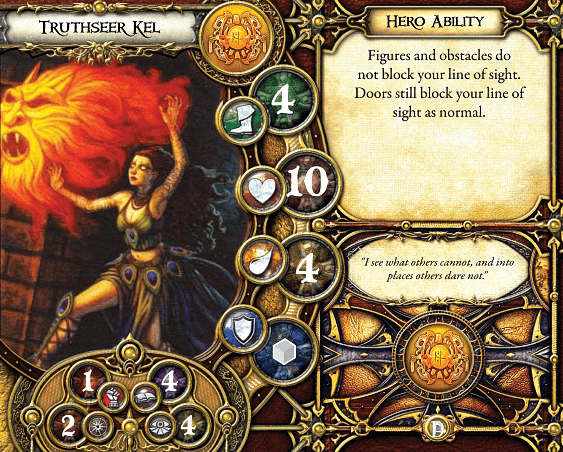 Truthseer Kel
Hero Ability
Figures and obstacles do
not block your line of sight.
Doors still block your line of
sight as normal.
4
10
4
"I see what others cannot, and into
places others dare not."
1
4
2
4
D